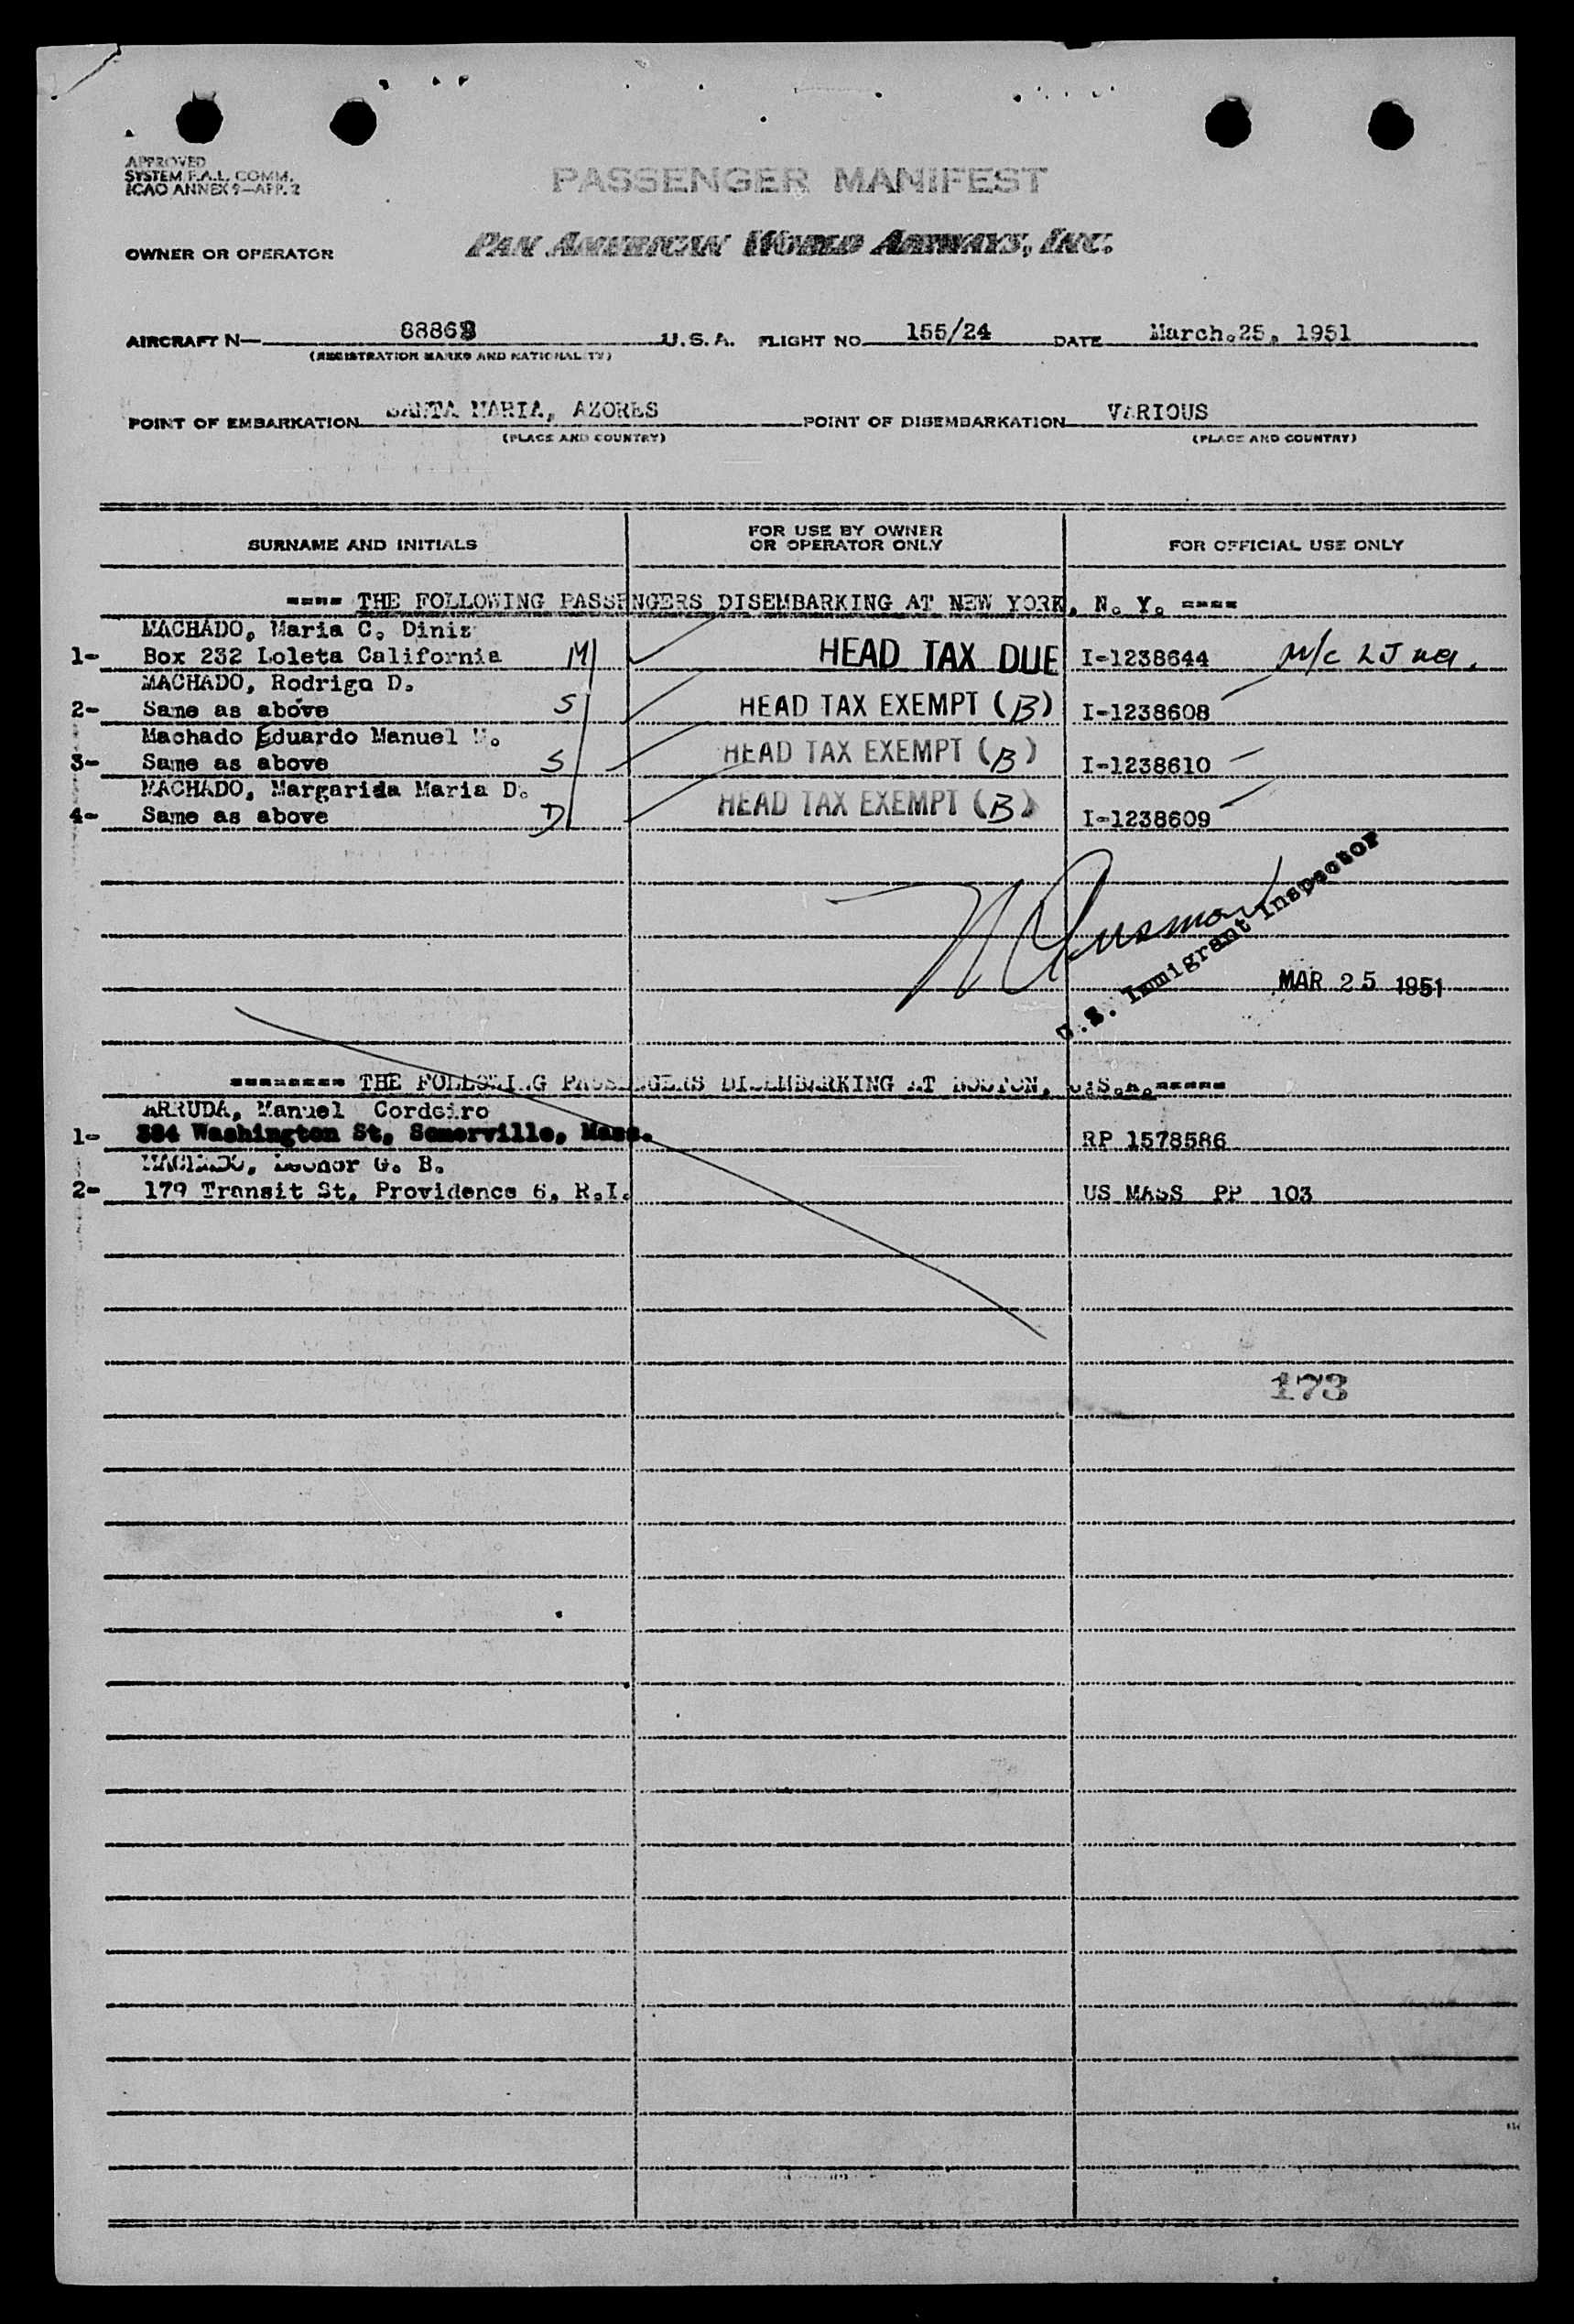 APPROVED
SYSTEM F.A.L. COMM.
ICAO ANNEX 9—APP. 2
PASSENGER MANIFEST
OWNER OR OPERATOR PAN AMERICAN WORLD AIRWAYS, INC.
AIRCRAFT N— U.S.A. FLIGHT NO. 155/24 DATE March.25, 1951
(REGISTRATION MARKS AND NATIONALITY)
POINT OF EMBARKATION SANTA MARIA, AZORES POINT OF DISEMBARKATION VARIOUS
(PLACE AND COUNTRY) (PLACE AND COUNTRY)
SURNAME AND INITIALS FOR USE BY OWNER OR OPERATOR ONLY FOR OFFICIAL USE ONLY
---- THE FOLLOWING PASSENGERS DISEMBARKING AT NEW YORK, N. Y. ----
MACHADO, Maria C. Diniz
1- Box 232 Loleta California M HEAD TAX DUE I-1238644
MACHADO, Rodrigo D.
2- Same as above S HEAD TAX EXEMPT (B) I-1238608
Machado Eduardo Manuel
3- Same as above S HEAD TAX EXEMPT (B) I-1238610
MACHADO, Margarida Maria D.
4- Same as above D HEAD TAX EXEMPT (B) I-1238609
U.S. Immigrant Inspector
MAR 25 1951
-------- THE FOLLOWING PASSENGERS DISEMBARKING AT BOSTON, U.S.A.-----
ARRUDA, Manuel Cordeiro
1- 384 Washington St, Somerville, Mass. RP 1578586
MACHADO, Leonor G. B.
2- 179 Transit St, Providence 6, R.I. US MASS PP 103
173